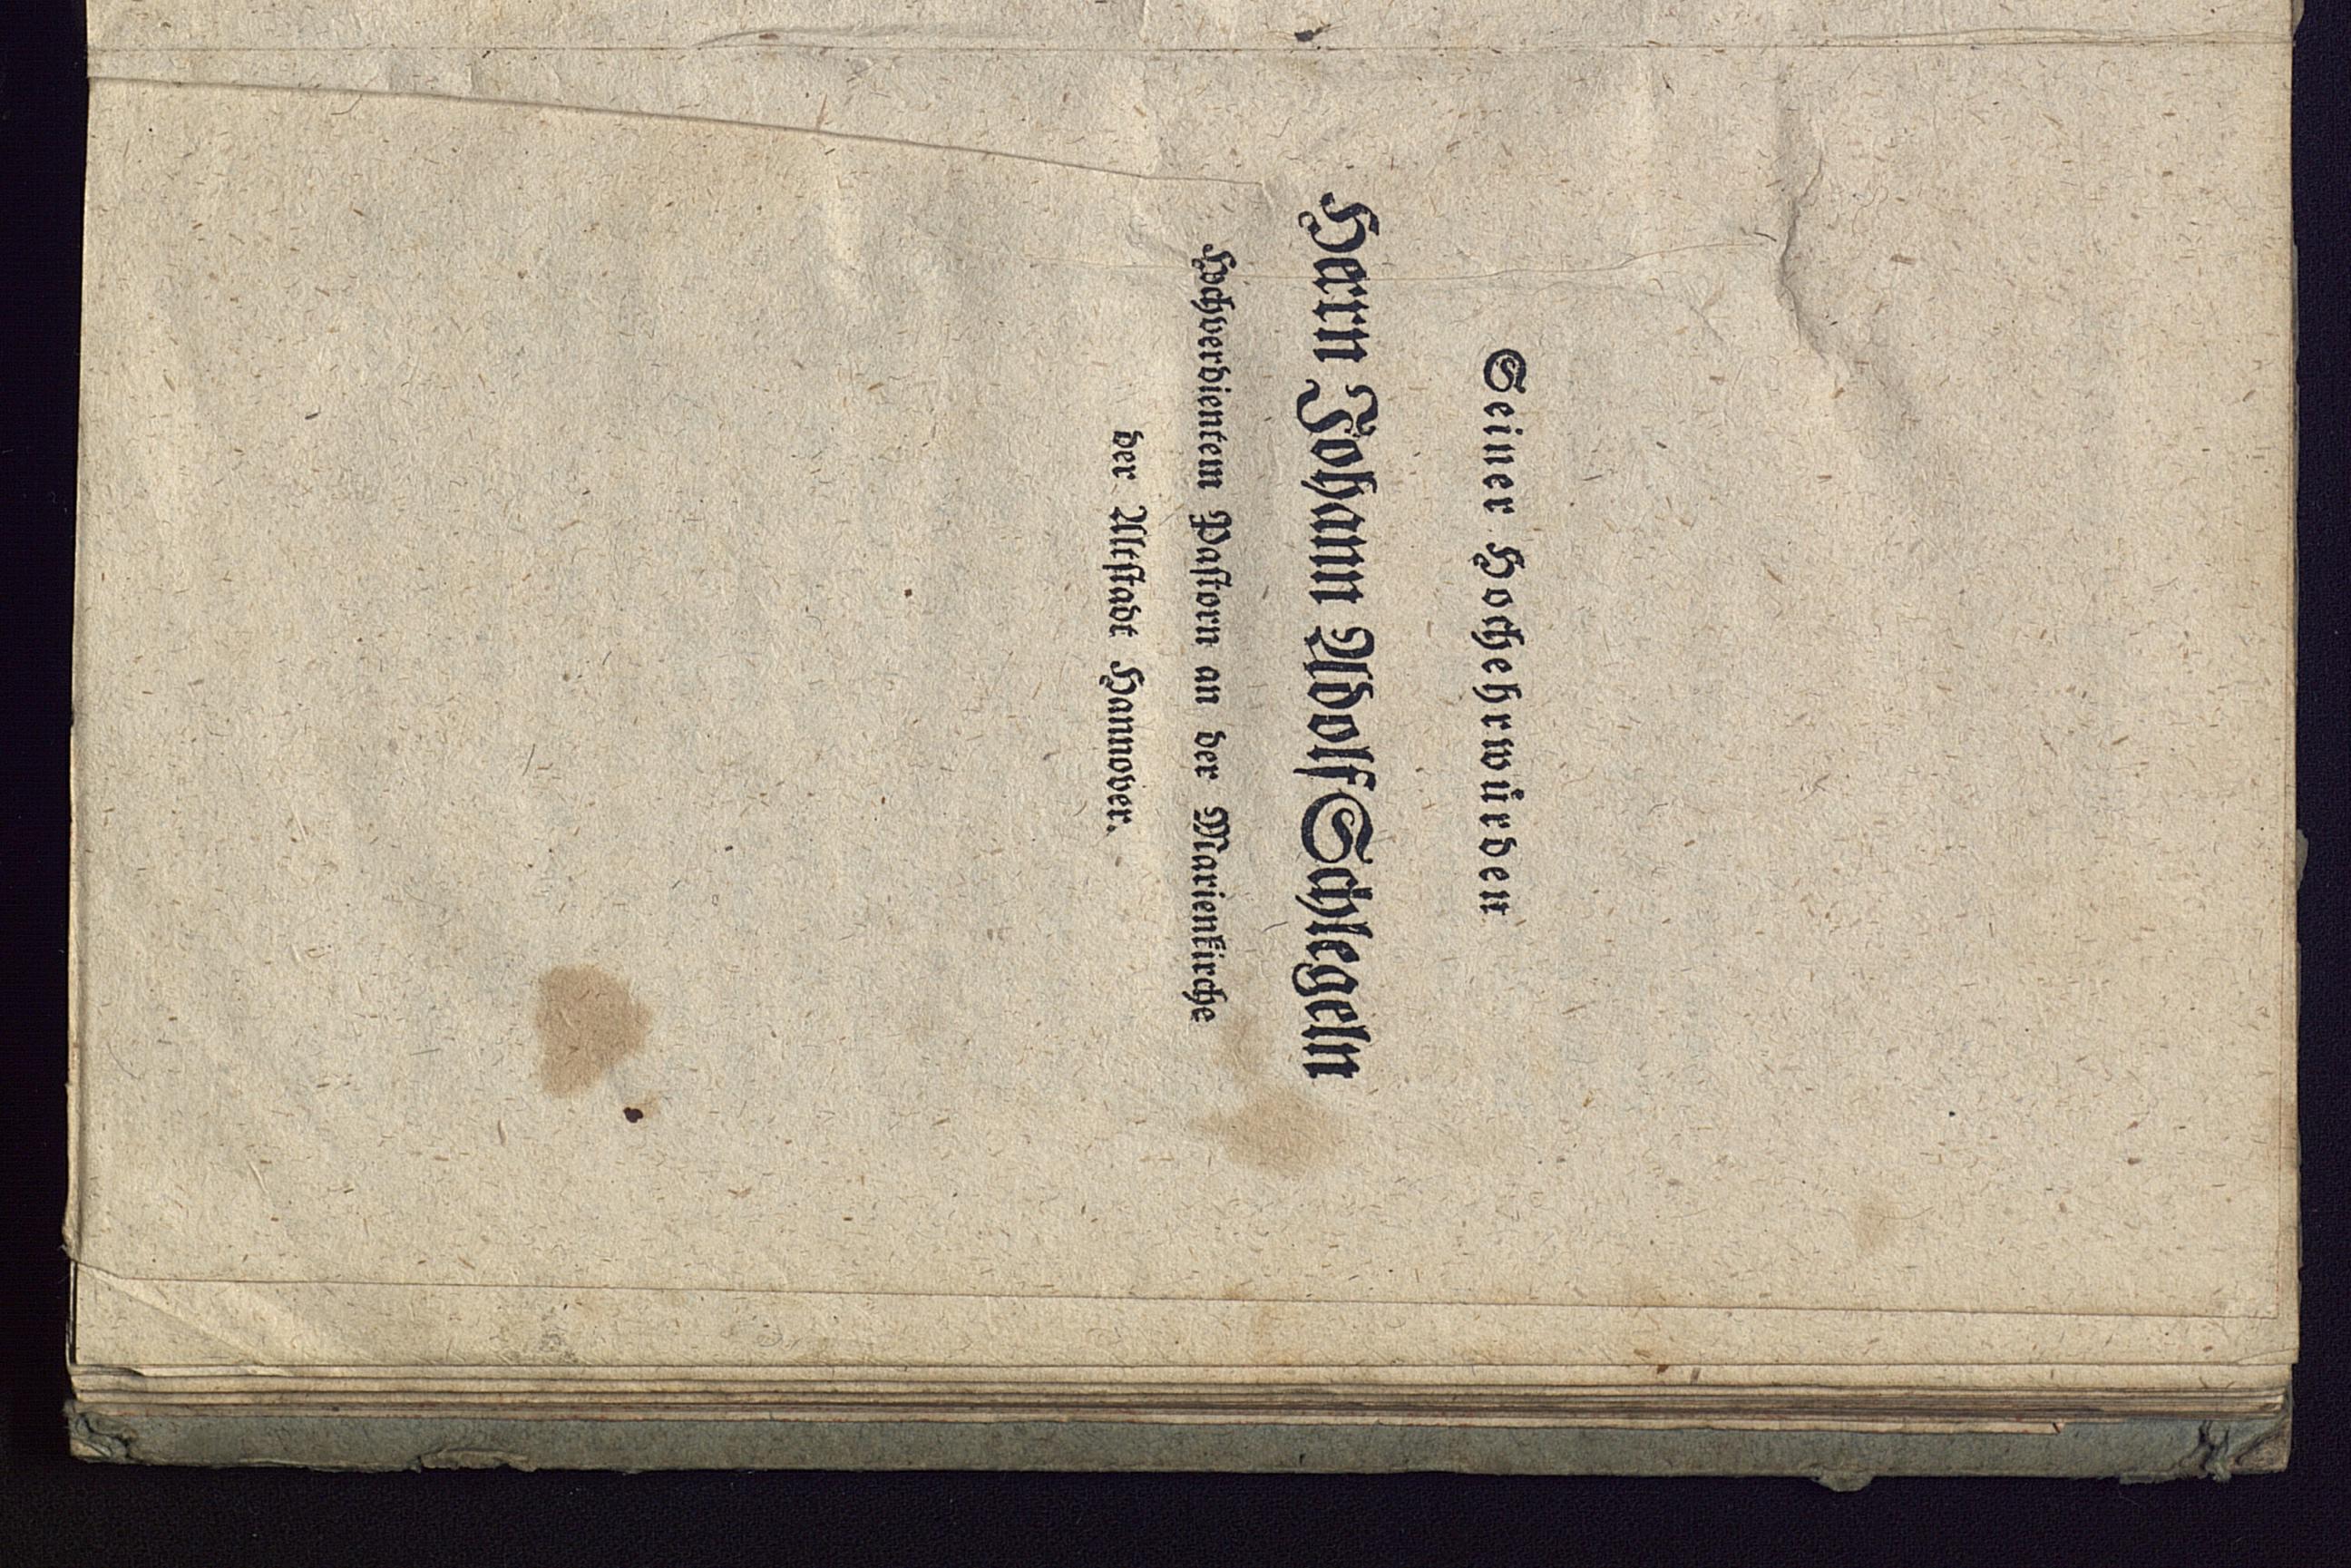 Seiner Hochehrwürden
Herrn Johann Adolf Schlegeln
Hochverdientem Paſtorn an der Marienkirche
der Altſtadt Hannover.